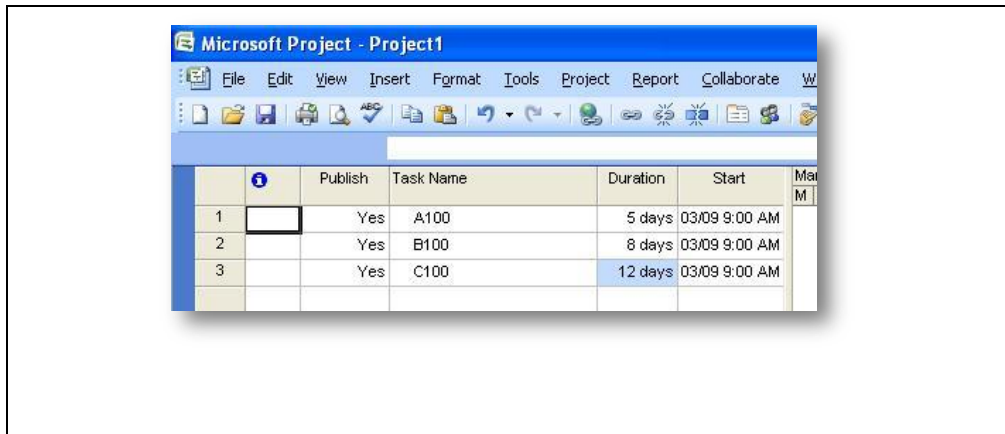 Microsoft Project - Project1
File Edit View Insert Format Tools Project Report Collaborate W
ABC
Publish Task Name Duration Start
M
1 Yes A100 5 days 03/09 9:00 AM
2 Yes B100 8 days 03/09 9:00 AM
3 Yes C100 12 days 03/09 9:00 AM